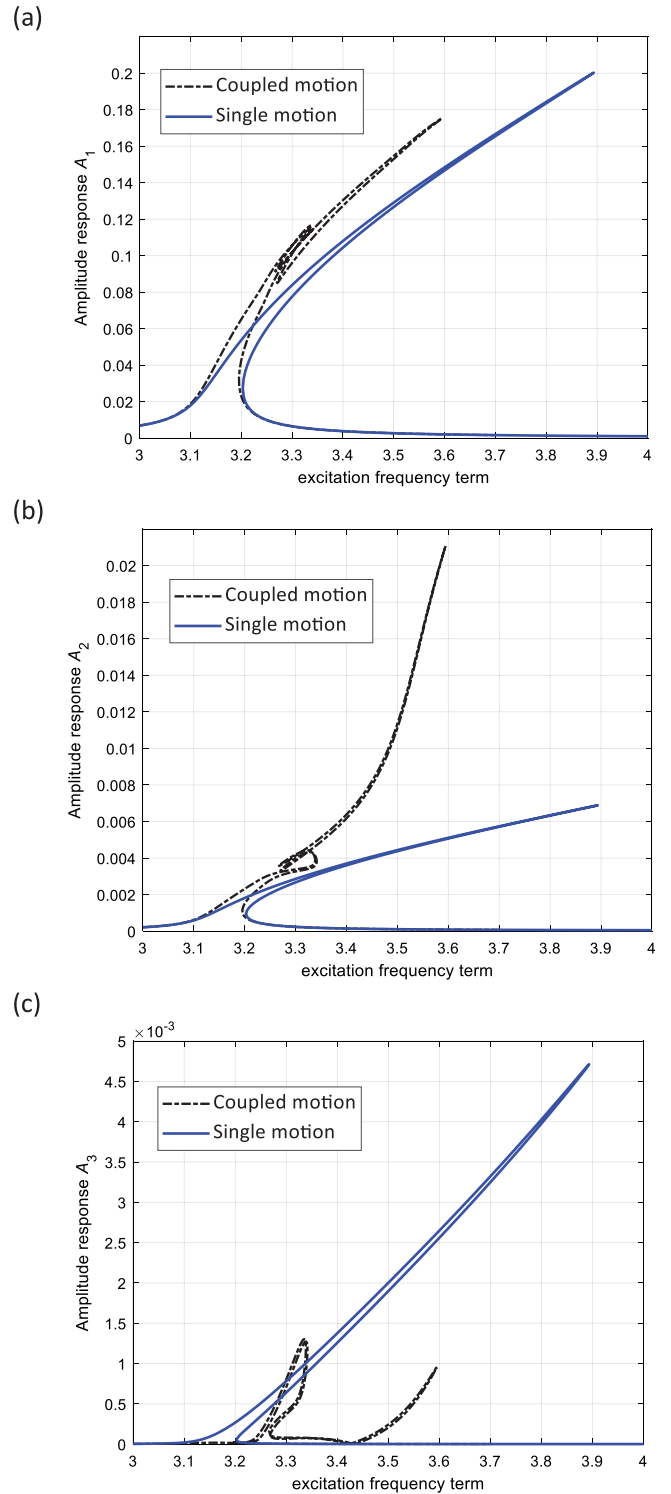 (a)
Coupled motion
Single motion
Amplitude response A1
0.2
0.18
0.16
0.14
0.12
0.1
0.08
0.06
0.04
0.02
0
3 3.1 3.2 3.3 3.4 3.5 3.6 3.7 3.8 3.9 4
excitation frequency term
(b)
Coupled motion
Single motion
Amplitude response A2
0.02
0.018
0.016
0.014
0.012
0.01
0.008
0.006
0.004
0.002
0
3 3.1 3.2 3.3 3.4 3.5 3.6 3.7 3.8 3.9 4
excitation frequency term
(c)
×10-3
Coupled motion
Single motion
Amplitude response A3
5
4.5
4
3.5
3
2.5
2
1.5
1
0.5
0
3 3.1 3.2 3.3 3.4 3.5 3.6 3.7 3.8 3.9 4
excitation frequency term